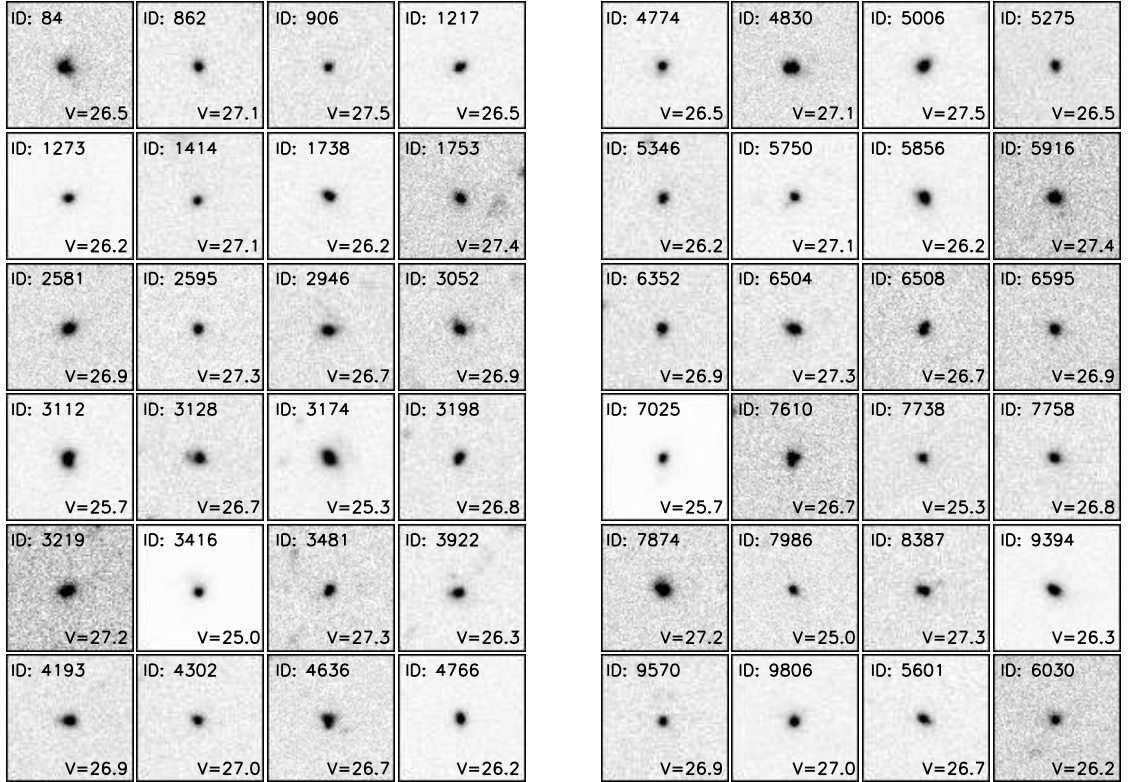 ID: 84 ID: 862 ID: 906 ID: 1217 ID: 4774 ID: 4830 ID: 5006 ID: 5275
V=26.5 V=27.1 V=27.5 V=26.5 V=26.5 V=27.1 V=27.5 V=26.5
ID: 1273 ID: 1414 ID: 1738 ID: 1753 ID: 5346 ID: 5750 ID: 5856 ID: 5916
V=26.2 V=27.1 V=26.2 V=27.4 V=26.2 V=27.1 V=26.2 V=27.4
ID: 2581 ID: 2595 ID: 2946 ID: 3052 ID: 6352 ID: 6504 ID: 6508 ID: 6595
V=26.9 V=27.3 V=26.7 V=26.9 V=26.9 V=27.3 V=26.7 V=26.9
ID: 3112 ID: 3128 ID: 3174 ID: 3198 ID: 7025 ID: 7610 ID: 7738 ID: 7758
V=25.7 V=26.7 V=25.3 V=26.8 V=25.7 V=26.7 V=25.3 V=26.8
ID: 3219 ID: 3416 ID: 3481 ID: 3922 ID: 7874 ID: 7986 ID: 8387 ID: 9394
V=27.2 V=25.0 V=27.3 V=26.3 V=27.2 V=25.0 V=27.3 V=26.3
ID: 4193 ID: 4302 ID: 4636 ID: 4766 ID: 9570 ID: 9806 ID: 5601 ID: 6030
V=26.9 V=27.0 V=26.7 V=26.2 V=26.9 V=27.0 V=26.7 V=26.2